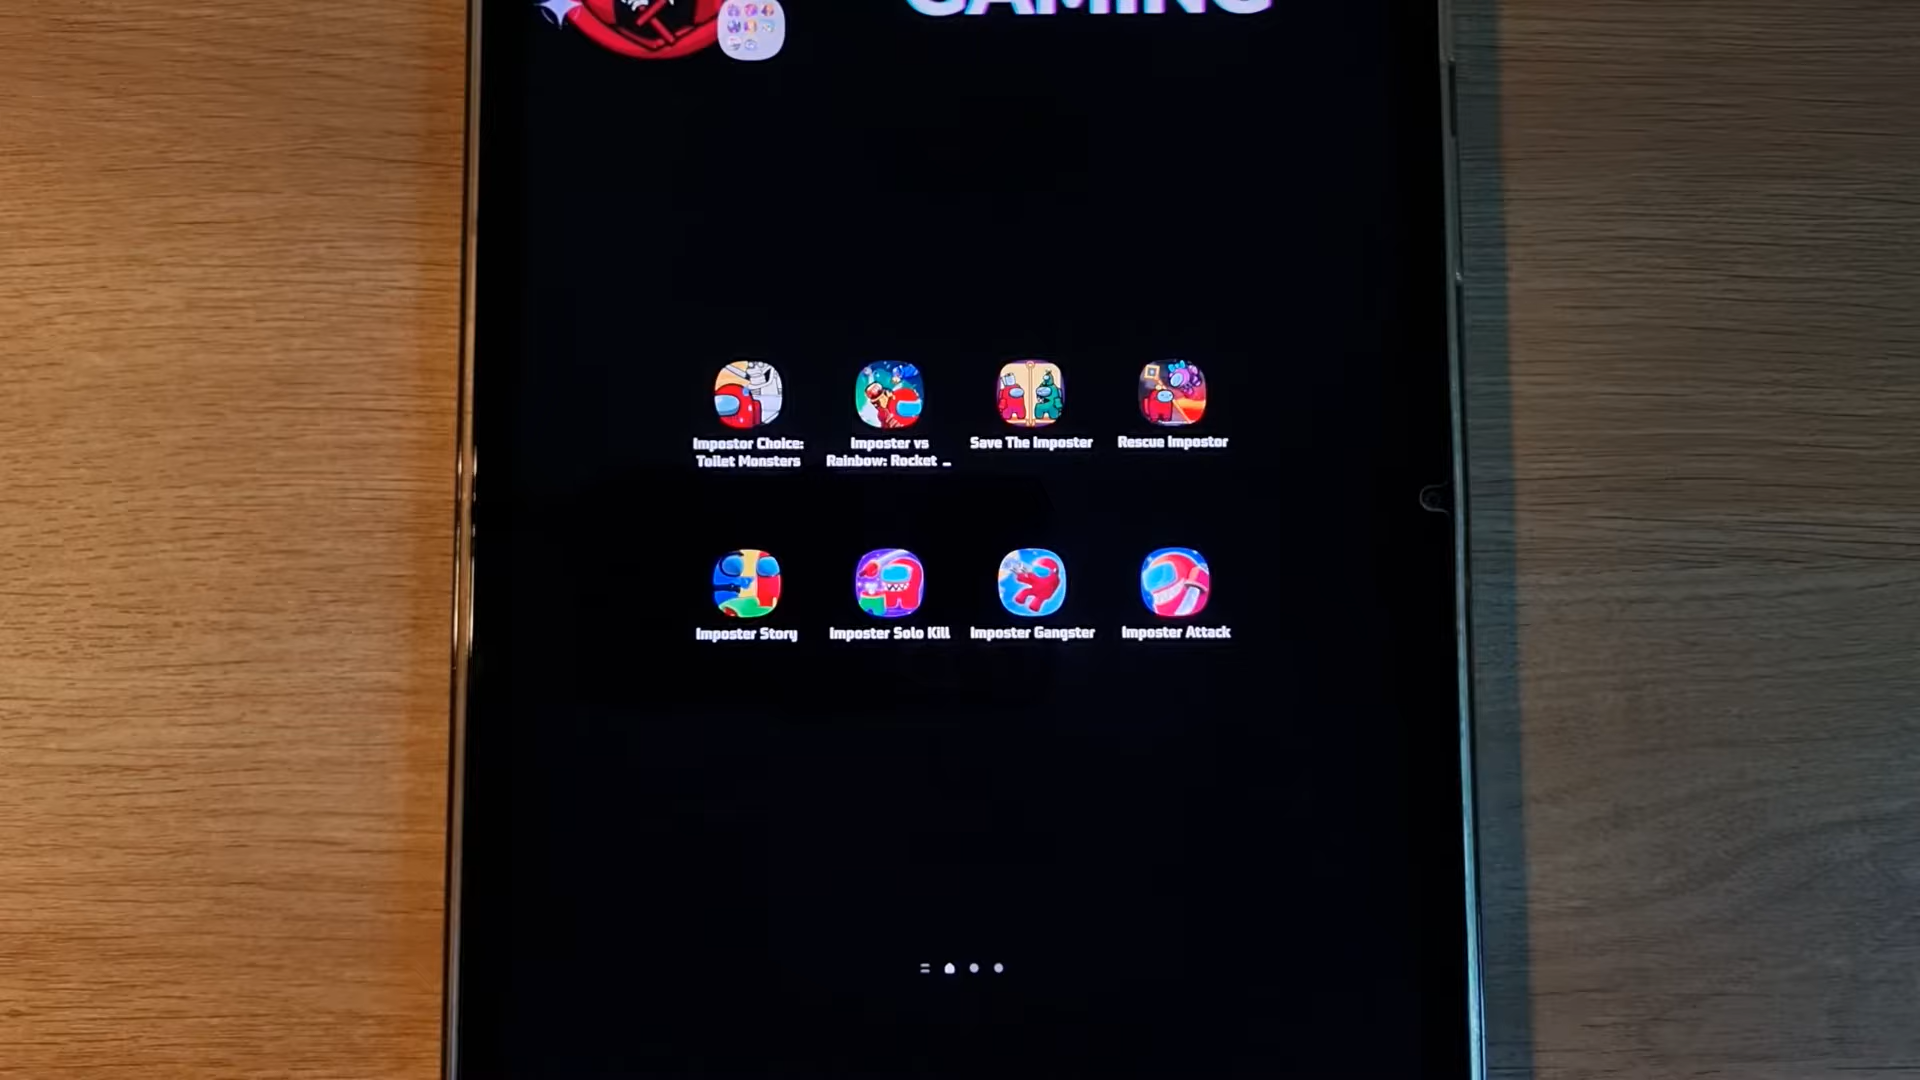 GAMING
Impostor Choice:
Toilet Monsters
Imposter vs
Rainbow: Rocket ...
Save The Imposter
Rescue Impostor
Imposter Story
Imposter Solo Kill
Imposter Gangster
Imposter Attack